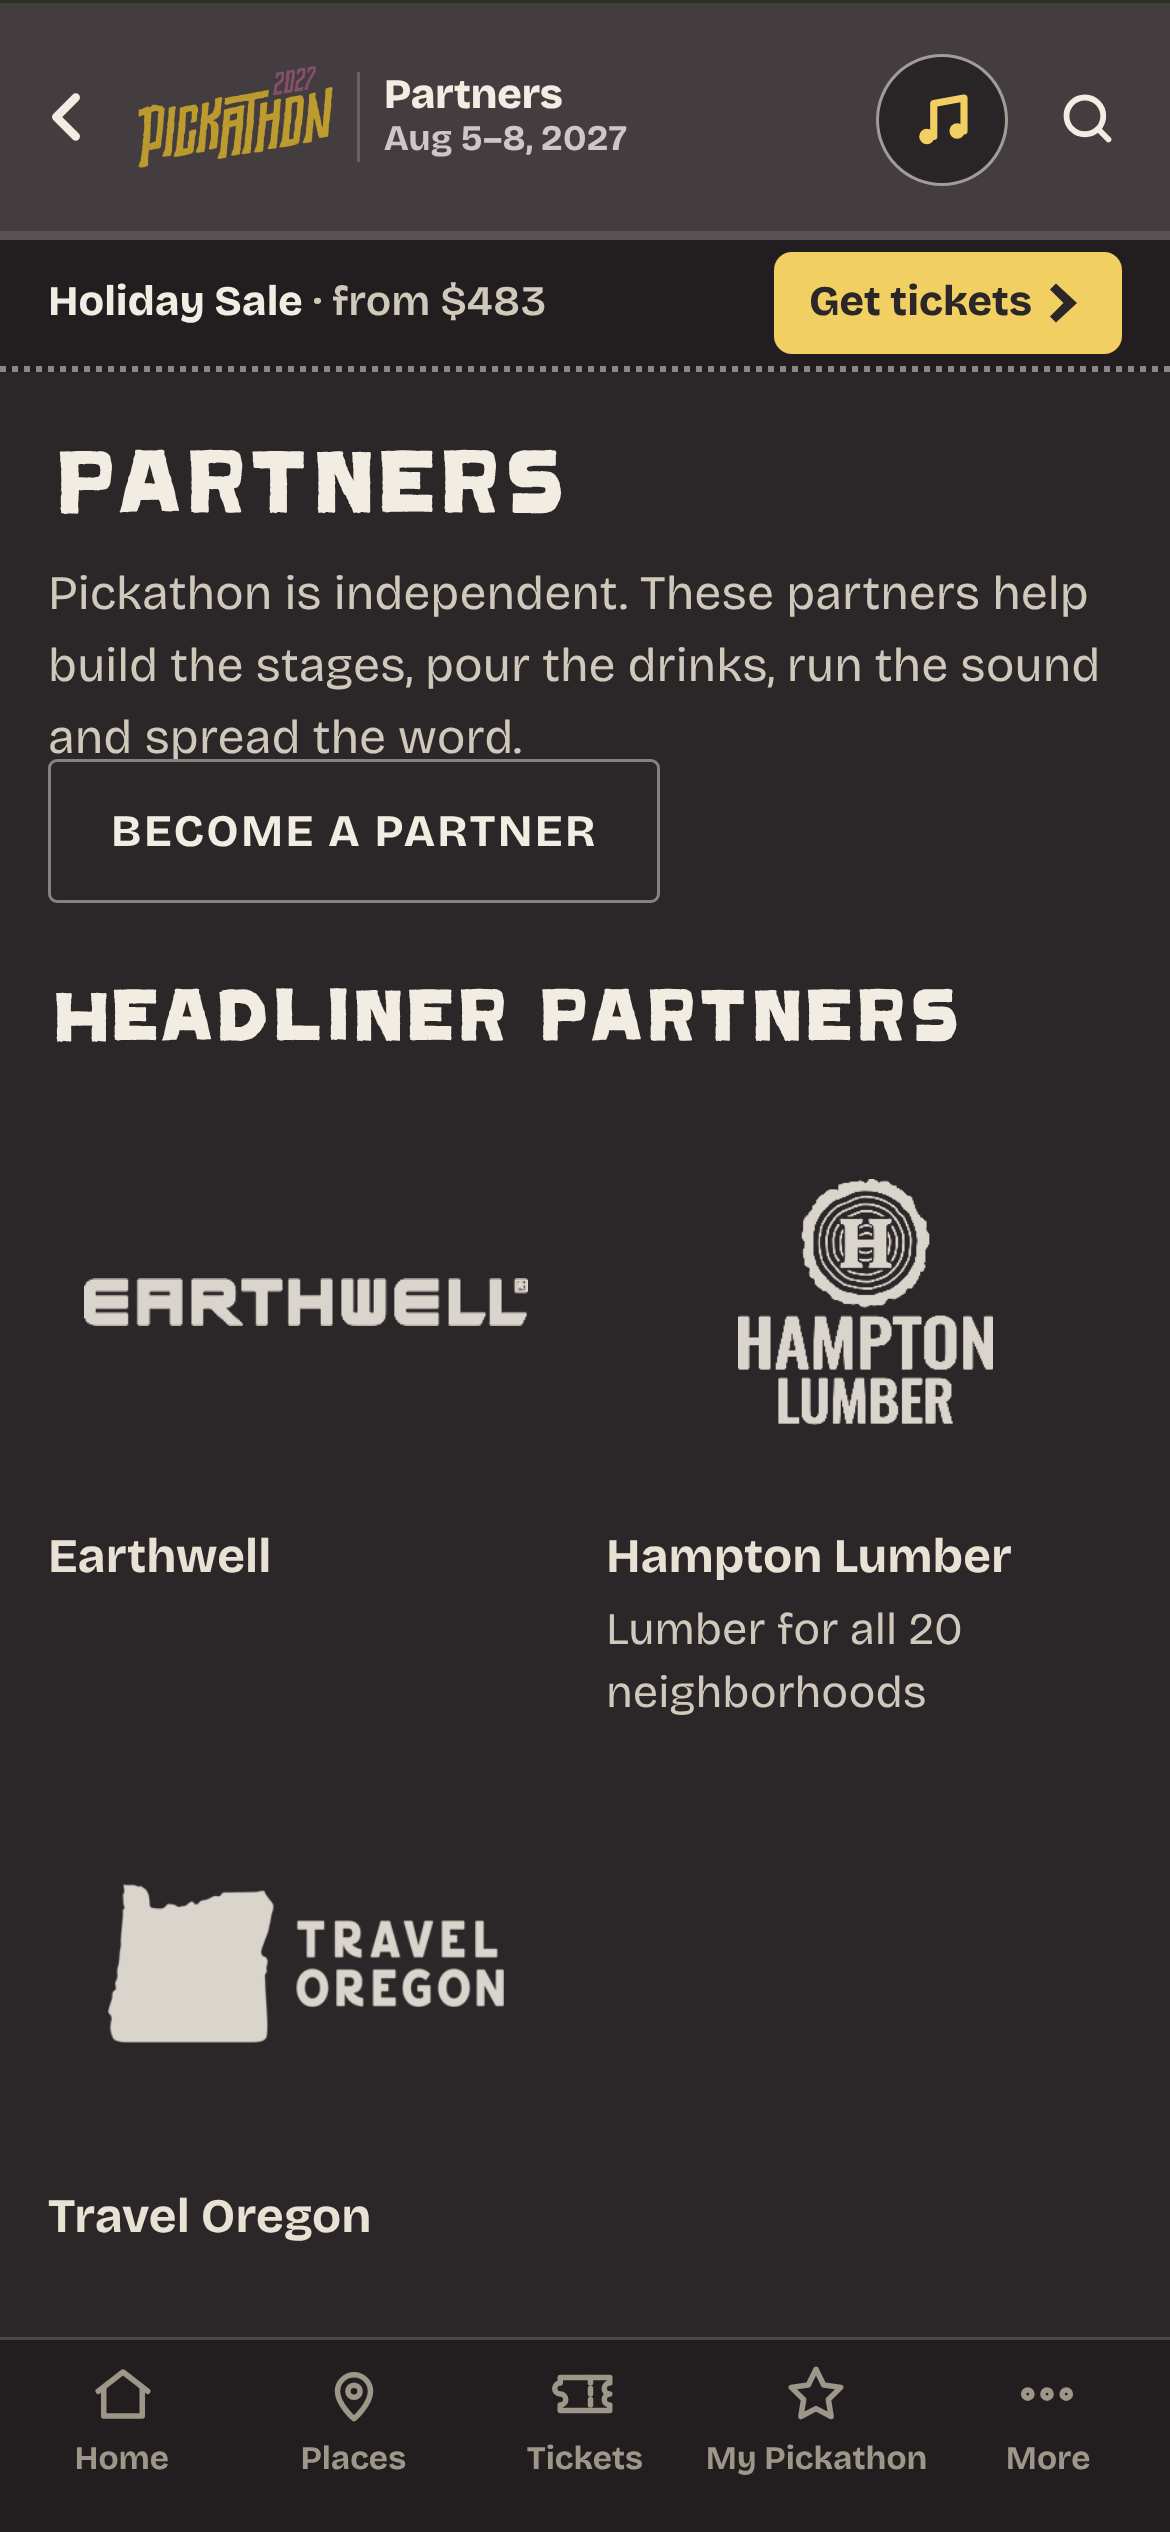 2027
PICKATHON
Partners
Aug 5–8, 2027
Holiday Sale · from $483
Get tickets
PARTNERS
Pickathon is independent. These partners help
build the stages, pour the drinks, run the sound
and spread the word.
BECOME A PARTNER
HEADLINER PARTNERS
EARTHWELL®
H
HAMPTON
LUMBER
Earthwell
Hampton Lumber
Lumber for all 20
neighborhoods
TRAVEL
OREGON
Travel Oregon
Home
Places
Tickets
My Pickathon
More